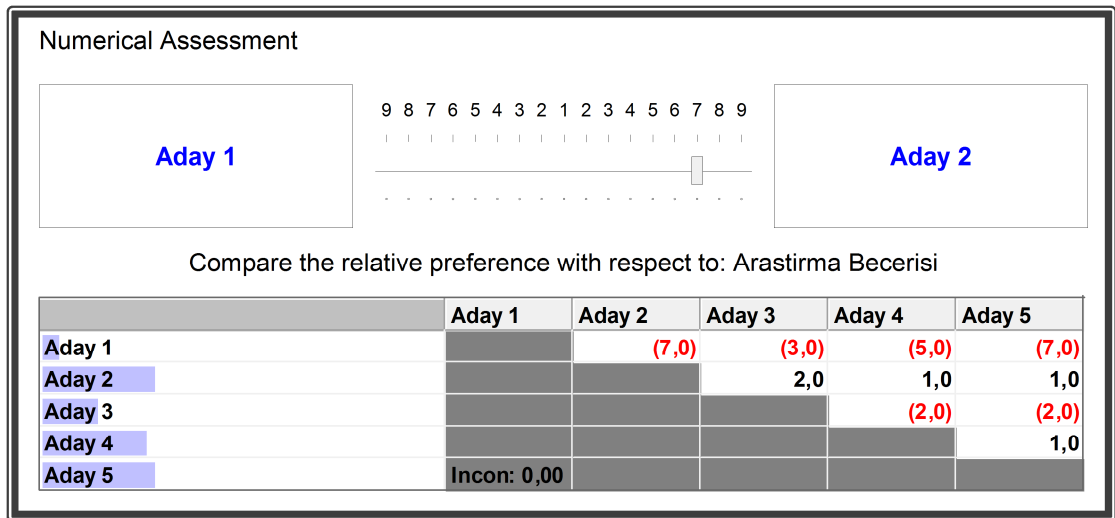 Numerical Assessment
Aday 1
9 8 7 6 5 4 3 2 1 2 3 4 5 6 7 8 9
Aday 2
Compare the relative preference with respect to: Arastirma Becerisi
Aday 1 Aday 2 Aday 3 Aday 4 Aday 5
Aday 1 (7,0) (3,0) (5,0) (7,0)
Aday 2 2,0 1,0 1,0
Aday 3 (2,0) (2,0)
Aday 4 1,0
Aday 5 Incon: 0,00